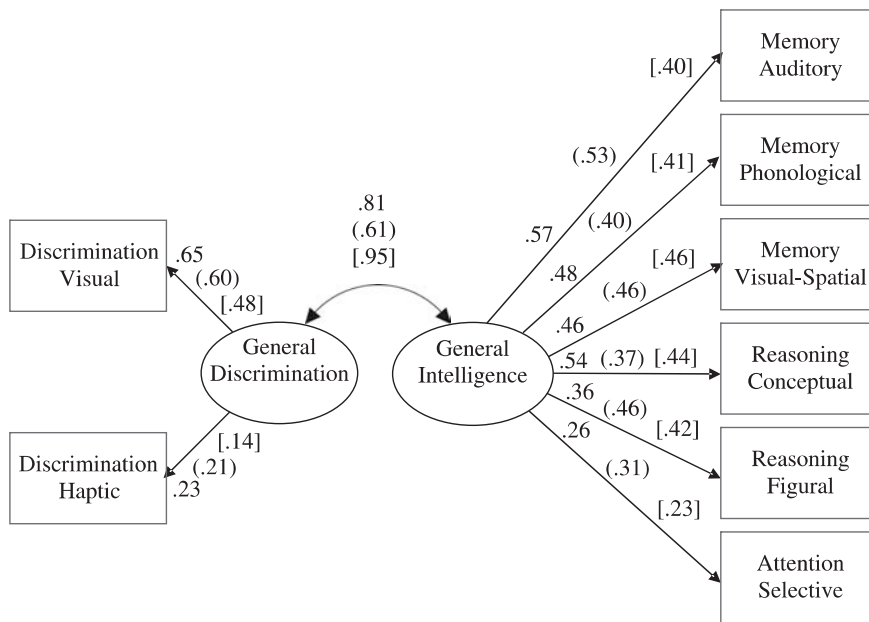 Memory
Auditory
[.40]
(.53)
.57
Memory
Phonological
[.41]
(.40)
.48
Memory
Visual-Spatial
[.46]
(.46)
.46
Reasoning
Conceptual
.54 (.37) [.44]
Reasoning
Figural
.36
(.46)
[.42]
Attention
Selective
.26
(.31)
[.23]
.81
(.61)
[.95]
General
Intelligence
General
Discrimination
Discrimination
Visual
.65
(.60)
[.48]
Discrimination
Haptic
[.14]
(.21)
.23